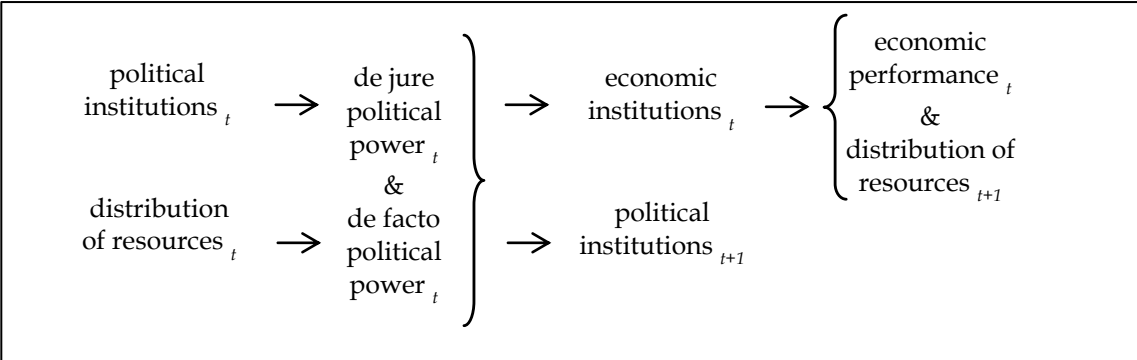 political
institutions t
distribution
of resources t
de jure
political
power t
&
de facto
political
power t
economic
institutions t
political
institutions t+1
economic
performance t
&
distribution of
resources t+1